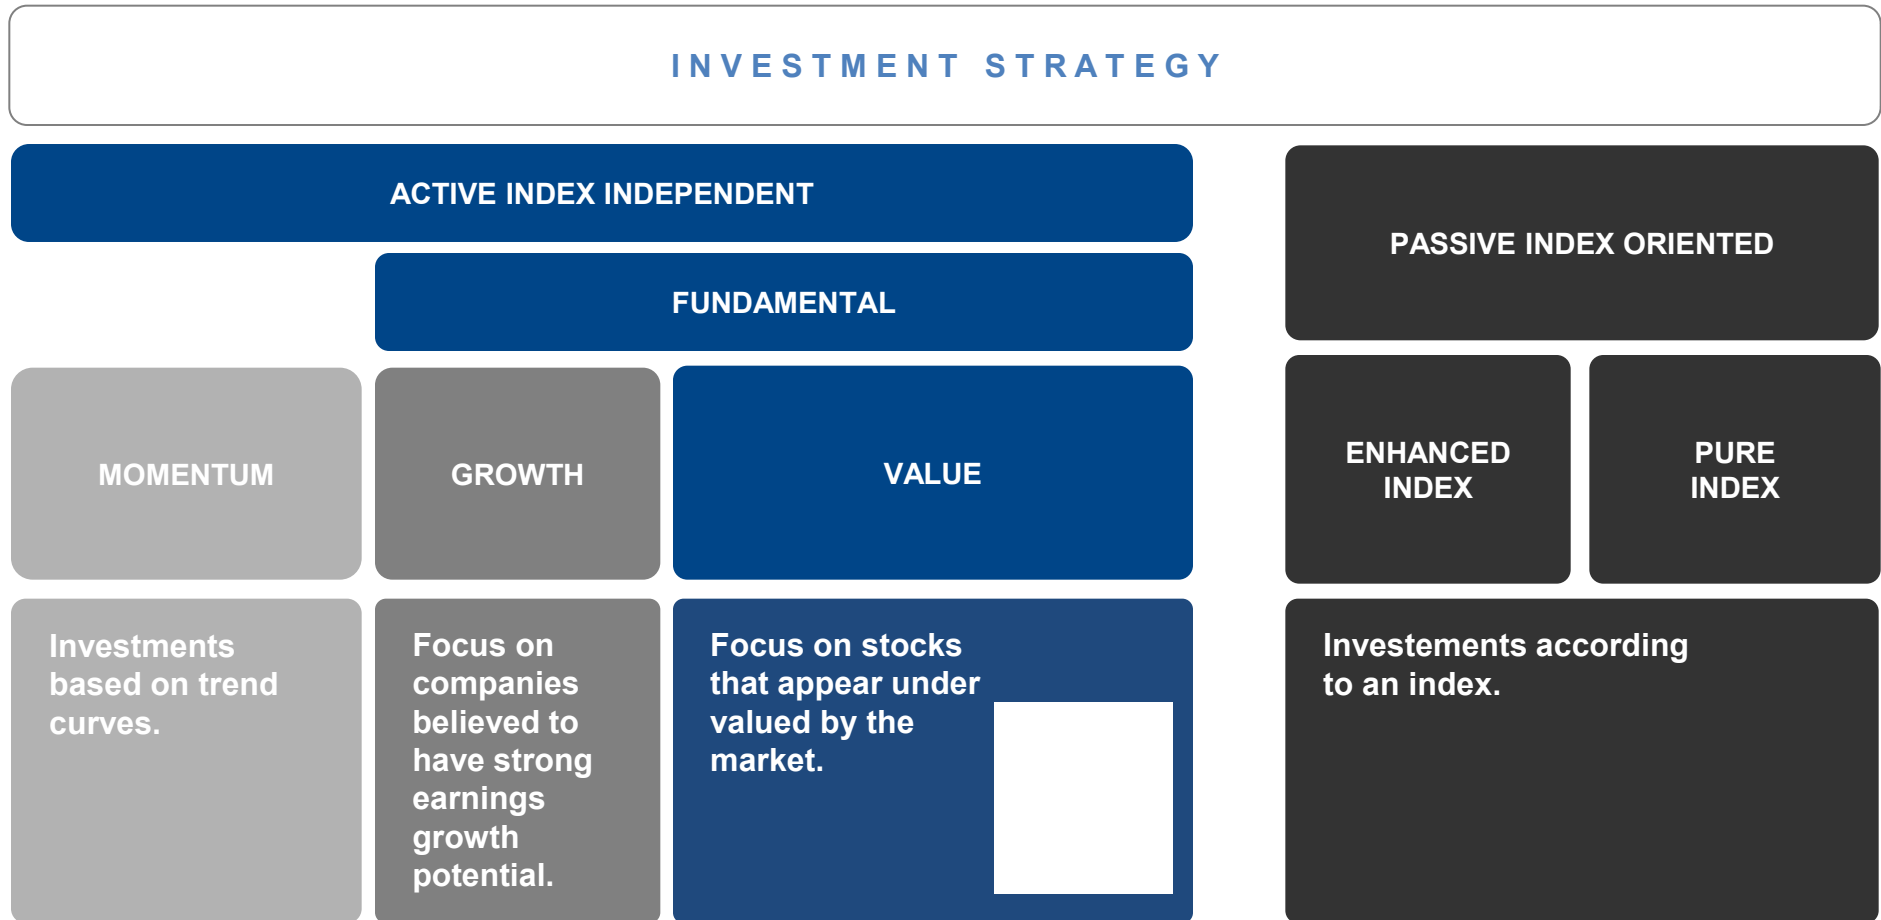 INVESTMENT STRATEGY
ACTIVE INDEX INDEPENDENT
PASSIVE INDEX ORIENTED
FUNDAMENTAL
MOMENTUM
GROWTH
VALUE
ENHANCED
INDEX
PURE
INDEX
Investments
based on trend
curves.
Focus on
companies
believed to
have strong
earnings
growth
potential.
Focus on stocks
that appear under
valued by the
market.
Investements according
to an index.